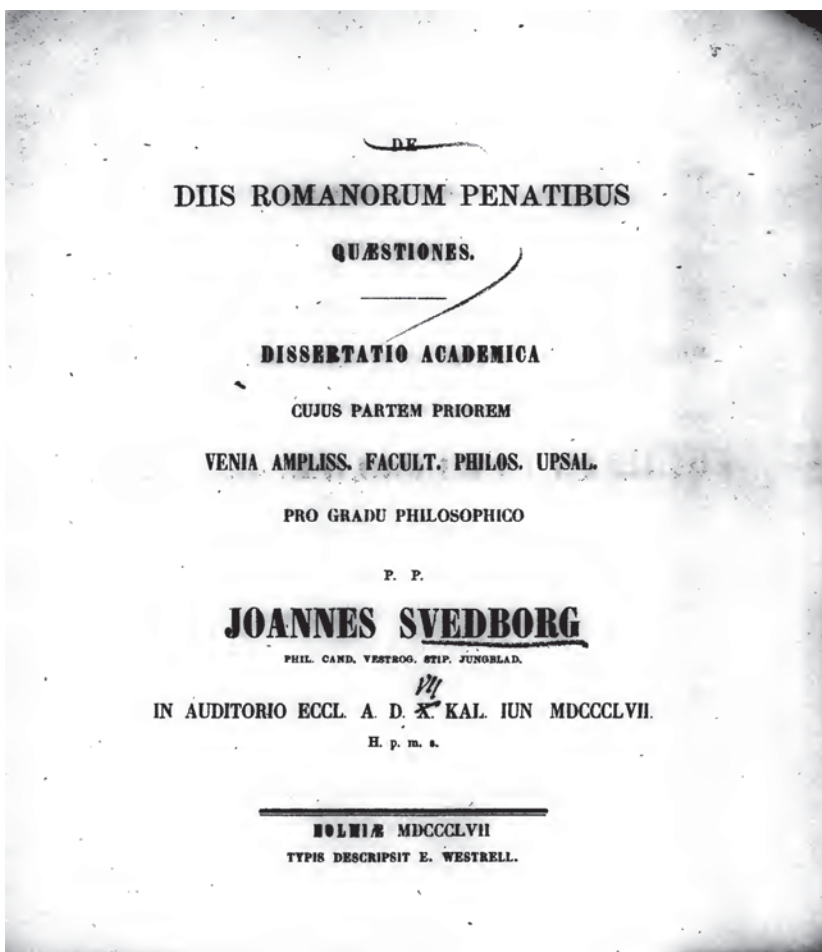 DE
DIIS ROMANORUM PENATIBUS
QUÆSTIONES.
DISSERTATIO ACADEMICA
CUJUS PARTEM PRIOREM
VENIA AMPLISS. FACULT. PHILOS. UPSAL.
PRO GRADU PHILOSOPHICO
P. P.
JOANNES SVEDBORG
PHIL. CAND. VESTROG. STIP. JUNGBLAD.
VII
IN AUDITORIO ECCL. A. D. X. KAL. IUN MDCCCLVII.
H. p. m. s.
HOLMIÆ MDCCCLVII
TYPIS DESCRIPSIT E. WESTRELL.